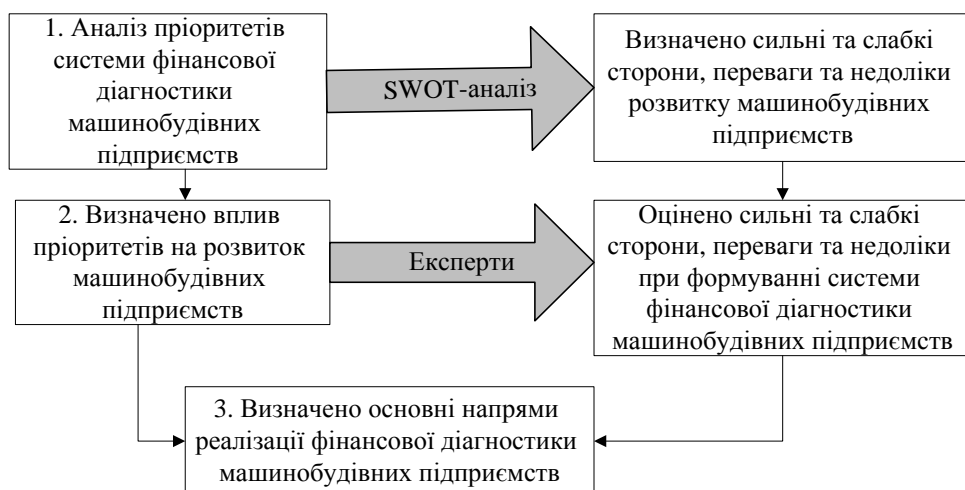 1. Аналіз пріоритетів
системи фінансової
діагностики
машинобудівних
підприємств
SWOT-аналіз
Визначено сильні та слабкі
сторони, переваги та недоліки
розвитку машинобудівних
підприємств
2. Визначено вплив
пріоритетів на розвиток
машинобудівних
підприємств
Експерти
Оцінено сильні та слабкі
сторони, переваги та недоліки
при формуванні системи
фінансової діагностики
машинобудівних підприємств
3. Визначено основні напрями
реалізації фінансової діагностики
машинобудівних підприємств